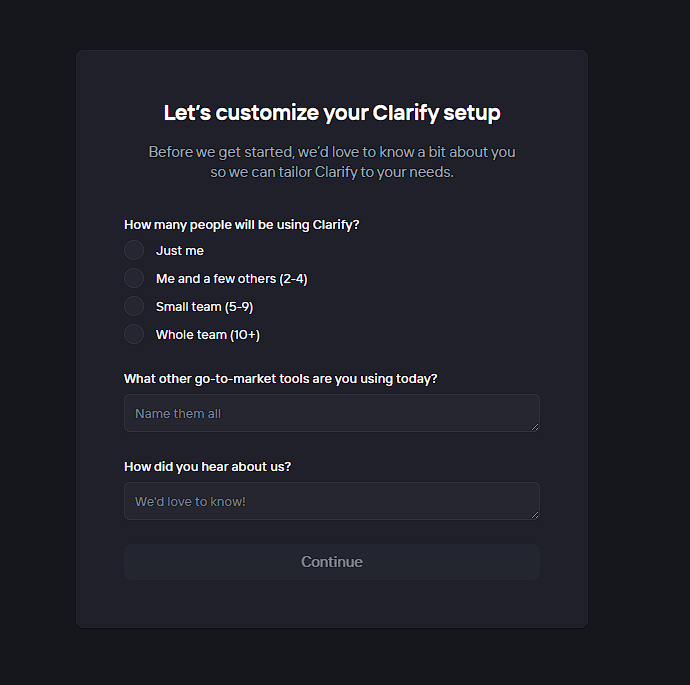 Let’s customize your Clarify setup
Before we get started, we’d love to know a bit about you
so we can tailor Clarify to your needs.
How many people will be using Clarify?
Just me
Me and a few others (2-4)
Small team (5-9)
Whole team (10+)
What other go-to-market tools are you using today?
Name them all
How did you hear about us?
We'd love to know!
Continue